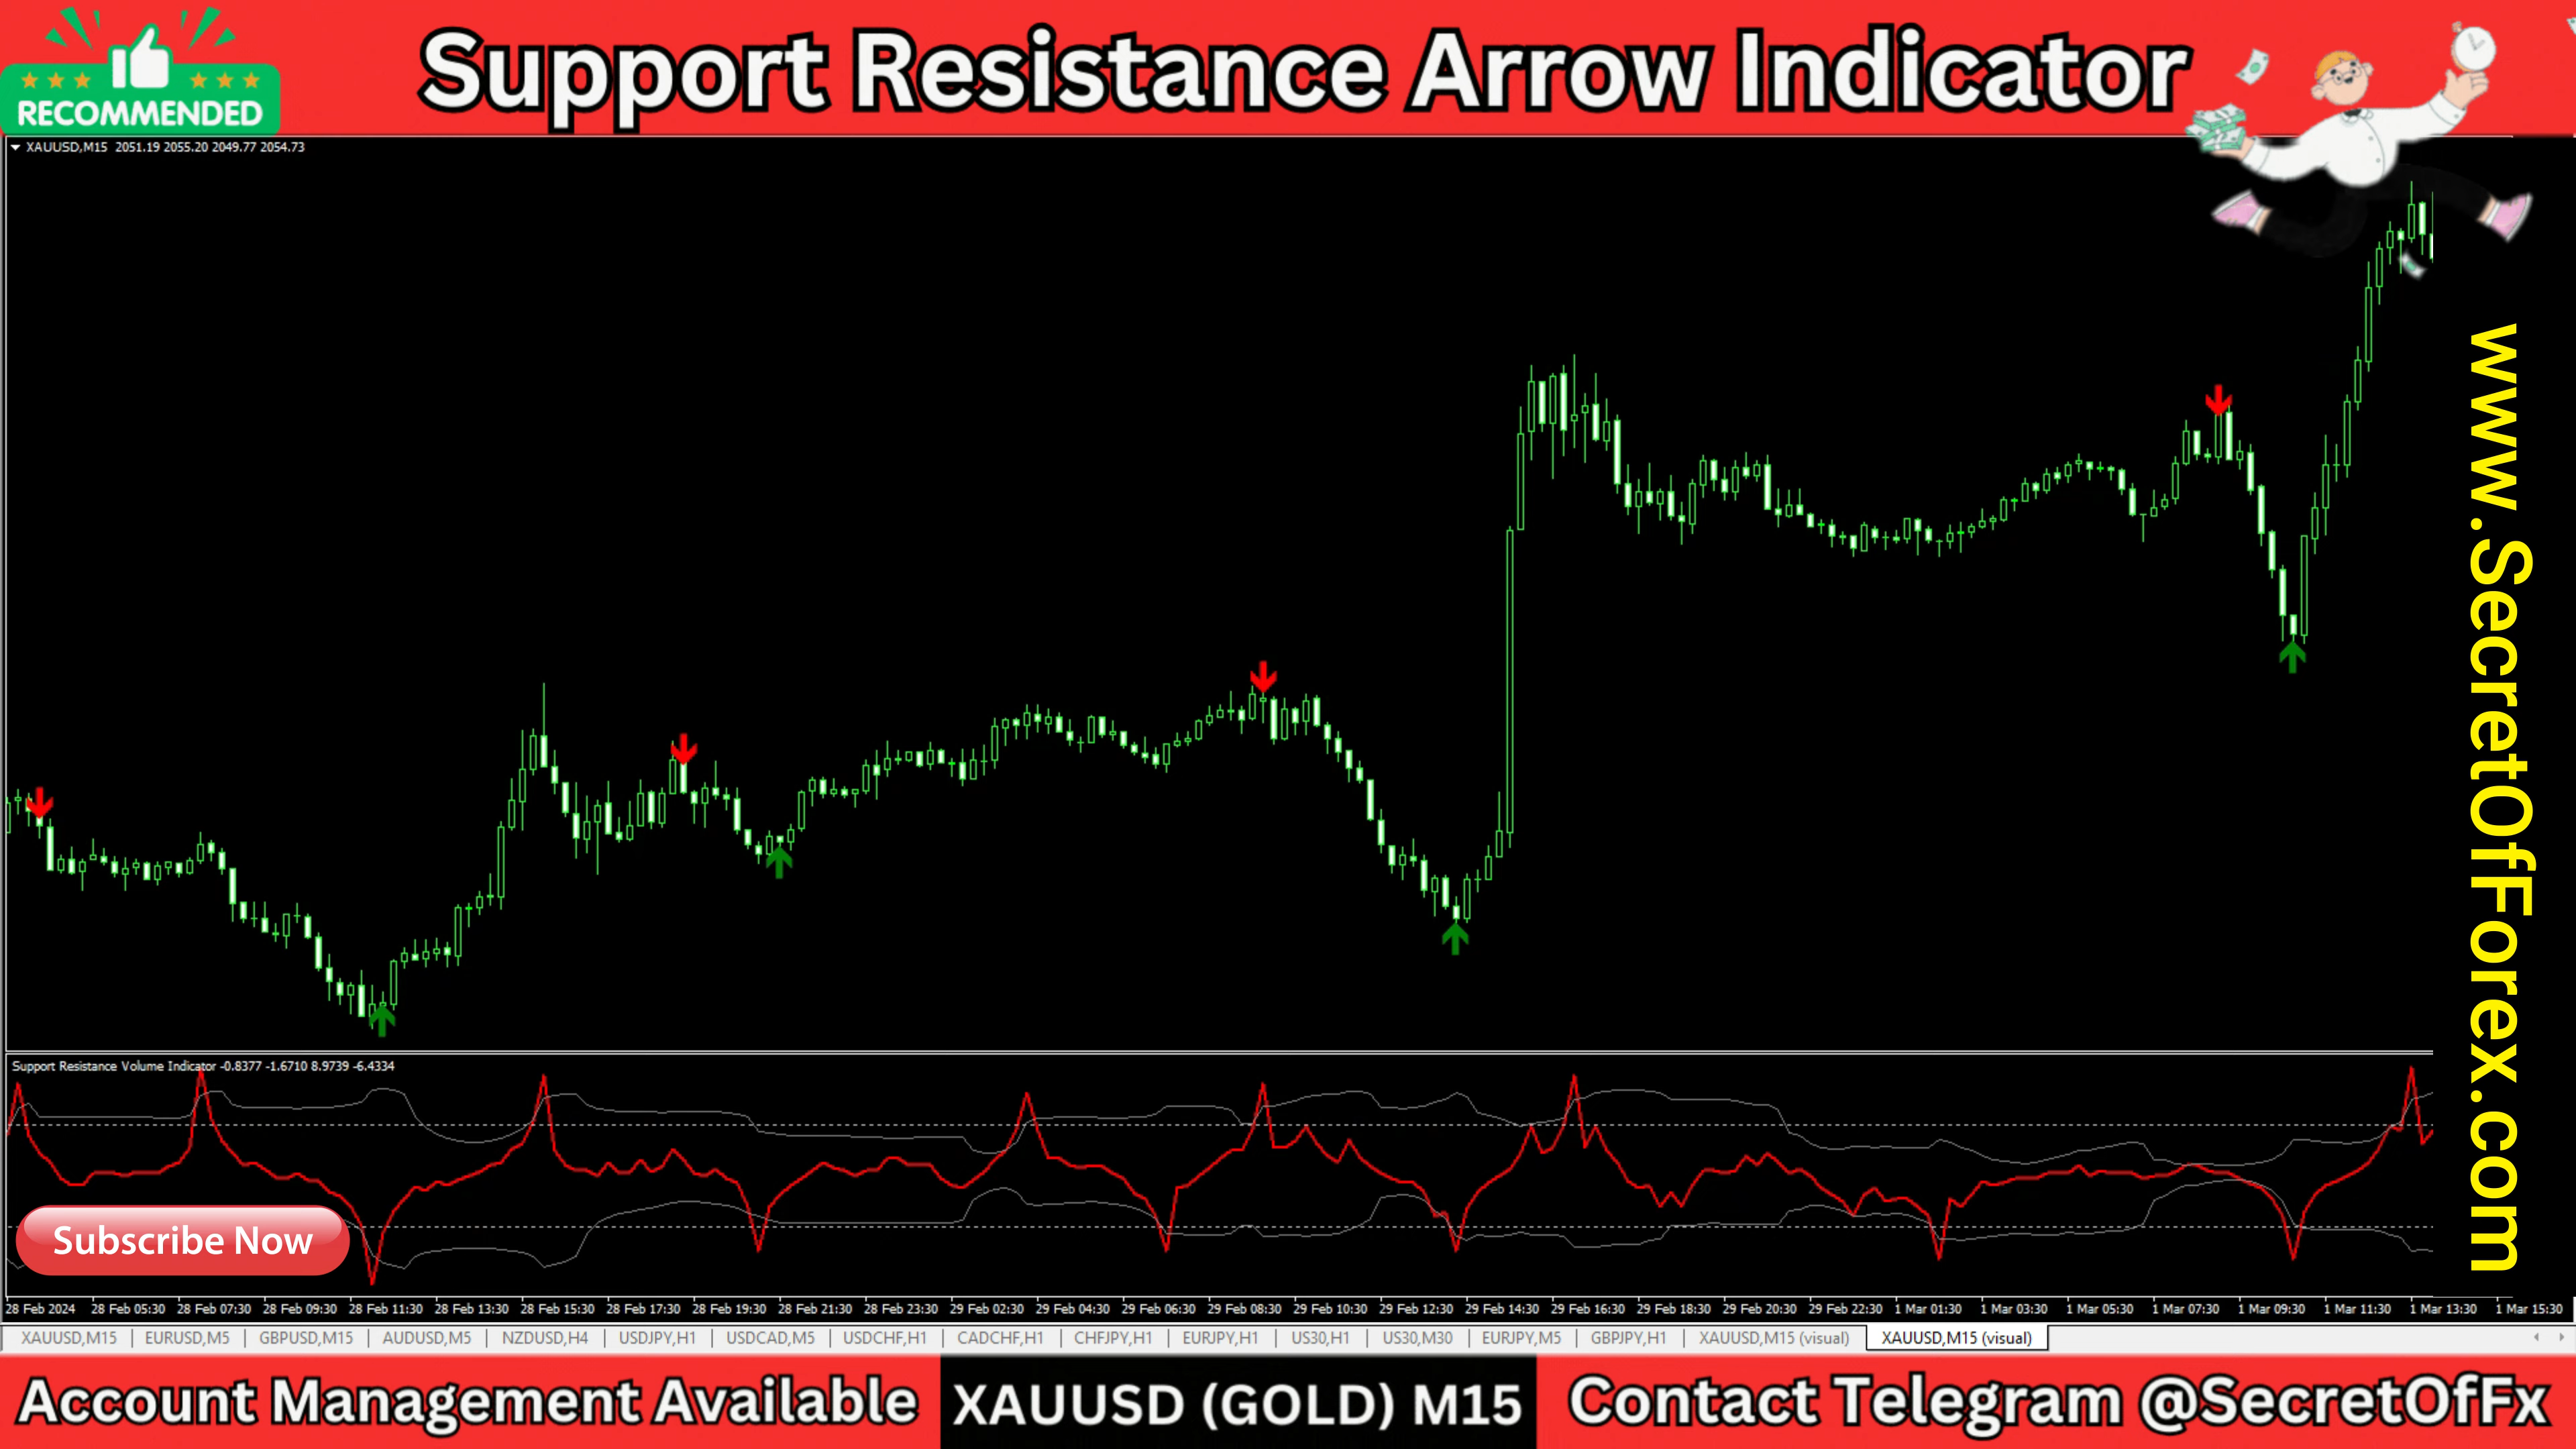 RECOMMENDED
Support Resistance Arrow Indicator
XAUUSD,M15 2051.19 2055.20 2049.77 2054.73
www.SecretOfForex.com
Support Resistance Volume Indicator -0.8377 -1.6710 8.9739 -6.4334
Subscribe Now
28 Feb 2024 28 Feb 05:30 28 Feb 07:30 28 Feb 09:30 28 Feb 11:30 28 Feb 13:30 28 Feb 15:30 28 Feb 17:30 28 Feb 19:30 28 Feb 21:30 28 Feb 23:30 29 Feb 02:30 29 Feb 04:30 29 Feb 06:30 29 Feb 08:30 29 Feb 10:30 29 Feb 12:30 29 Feb 14:30 29 Feb 16:30 29 Feb 18:30 29 Feb 20:30 29 Feb 22:30 1 Mar 01:30 1 Mar 03:30 1 Mar 05:30 1 Mar 07:30 1 Mar 09:30 1 Mar 11:30 1 Mar 13:30 1 Mar 15:30
XAUUSD,M15 EURUSD,M5 GBPUSD,M15 AUDUSD,M5 NZDUSD,H4 USDJPY,H1 USDCAD,M5 USDCHF,H1 CADCHF,H1 CHFJPY,H1 EURJPY,H1 US30,H1 US30,M30 EURJPY,M5 GBPJPY,H1 XAUUSD,M15 (visual) XAUUSD,M15 (visual)
Account Management Available XAUUSD (GOLD) M15 Contact Telegram @SecretOfFx